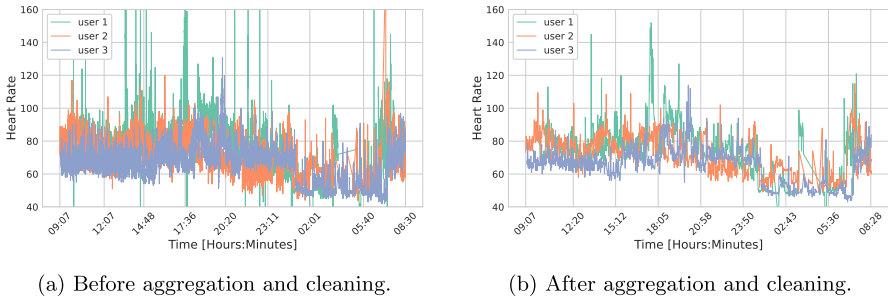 160
140
120
100
80
60
40
Heart Rate
user 1
user 2
user 3
09:07
12:07
14:48
17:36
20:20
23:11
02:01
05:40
08:30
Time [Hours:Minutes]
(a) Before aggregation and cleaning.
160
140
120
100
80
60
40
Heart Rate
user 1
user 2
user 3
09:07
12:20
15:12
18:05
20:58
23:50
02:43
05:36
08:28
Time [Hours:Minutes]
(b) After aggregation and cleaning.